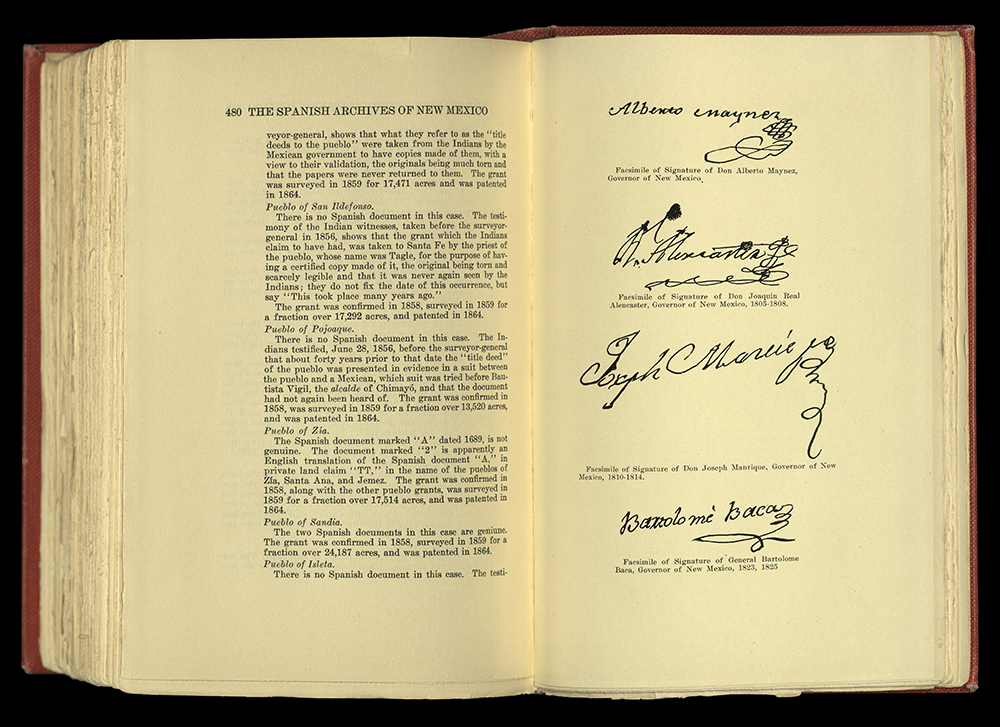 480 THE SPANISH ARCHIVES OF NEW MEXICO
veyor-general, shows that what they refer to as the "title
deeds to the pueblo" were taken from the Indians by the
Mexican government to have copies made of them, with a
view to their validation, the originals being much torn and
that the papers were never returned to them. The grant
was surveyed in 1859 for 17,471 acres and was patented
in 1864.
Pueblo of San Ildefonso.
There is no Spanish document in this case. The testi-
mony of the Indian witnesses, taken before the surveyor-
general in 1856, shows that the grant which the Indians
claim to have had, was taken to Santa Fe by the priest of
the pueblo, whose name was Tagle, for the purpose of hav-
ing a certified copy made of it, the original being torn and
scarcely legible and that it was never again seen by the
Indians; they do not fix the date of this occurrence, but
say "This took place many years ago."
The grant was confirmed in 1858, surveyed in 1859 for
a fraction over 17,292 acres, and patented in 1864.
Pueblo of Pojoaque.
There is no Spanish document in this case. The In-
dians testified, June 28, 1856, before the surveyor-general
that about forty years prior to that date the "title deed"
of the pueblo was presented in evidence in a suit between
the pueblo and a Mexican, which suit was tried before Bau-
tista Vigil, the alcalde of Chimayó, and that the document
had not again been heard of. The grant was confirmed in
1858, was surveyed in 1859 for a fraction over 13,520 acres,
and was patented in 1864.
Pueblo of Zia.
The Spanish document marked "A" dated 1689, is not
genuine. The document marked "2" is apparently an
English translation of the Spanish document "A," in
private land claim "TT," in the name of the pueblos of
Zía, Santa Ana, and Jemez. The grant was confirmed in
1858, along with the other pueblo grants, was surveyed in
1859 for a fraction over 17,514 acres, and was patented in
1864.
Pueblo of Sandia.
The two Spanish documents in this case are geniune.
The grant was confirmed in 1858, surveyed in 1859 for a
fraction over 24,187 acres, and was patented in 1864.
Pueblo of Isleta.
There is no Spanish document in this case. The testi-
Alberto Maynez
Facsimile of Signature of Don Alberto Maynez,
Governor of New Mexico.
Alencaster
Facsimile of Signature of Don Joaquin Real
Alencaster, Governor of New Mexico, 1805-1808.
Joseph Manrique
Facsimile of Signature of Don Joseph Manrique, Governor of New
Mexico, 1810-1814.
Bartolomé Baca
Facsimile of Signature of General Bartolome
Baca, Governor of New Mexico, 1823, 1825